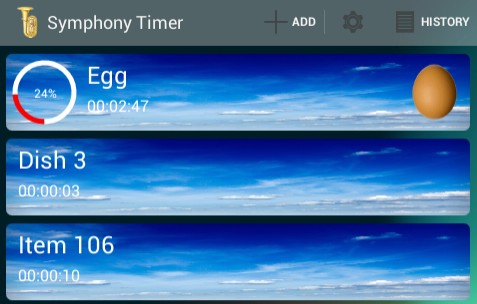 Symphony Timer
ADD
HISTORY
Egg
24%
00:02:47
Dish 3
00:00:03
Item 106
00:00:10